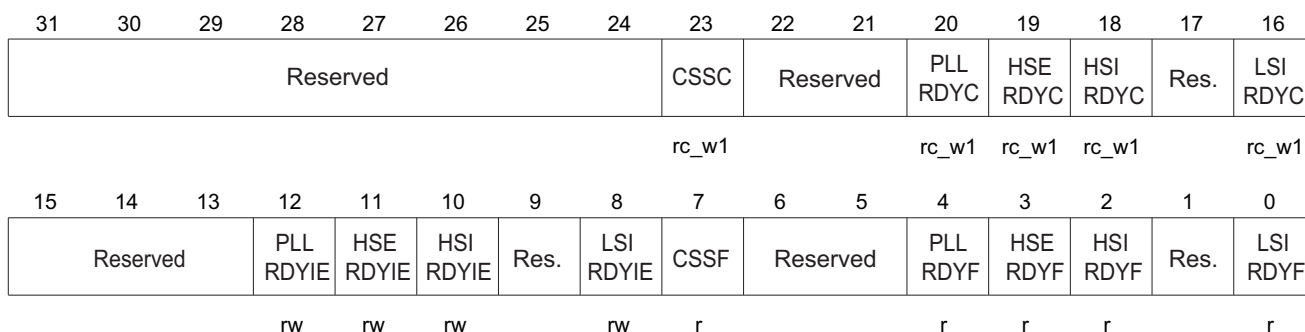 31 30 29 28 27 26 25 24 23 22 21 20 19 18 17 16
Reserved CSSC Reserved PLL RDYC HSE RDYC HSI RDYC Res. LSI RDYC
rc_w1 rc_w1 rc_w1 rc_w1 rc_w1
15 14 13 12 11 10 9 8 7 6 5 4 3 2 1 0
Reserved PLL RDYIE HSE RDYIE HSI RDYIE Res. LSI RDYIE CSSF Reserved PLL RDYF HSE RDYF HSI RDYF Res. LSI RDYF
rw rw rw rw r r r r r